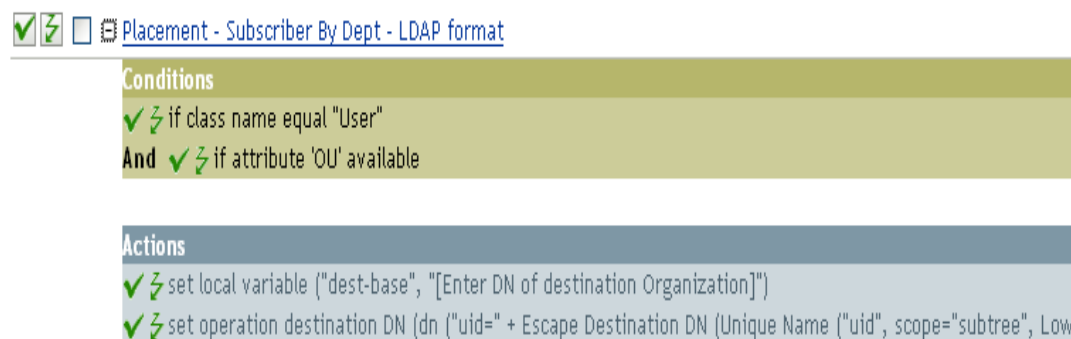 Placement - Subscriber By Dept - LDAP format
Conditions
if class name equal "User"
And if attribute 'OU' available
Actions
set local variable ("dest-base", "[Enter DN of destination Organization]")
set operation destination DN (dn ("uid=" + Escape Destination DN (Unique Name ("uid", scope="subtree", Low